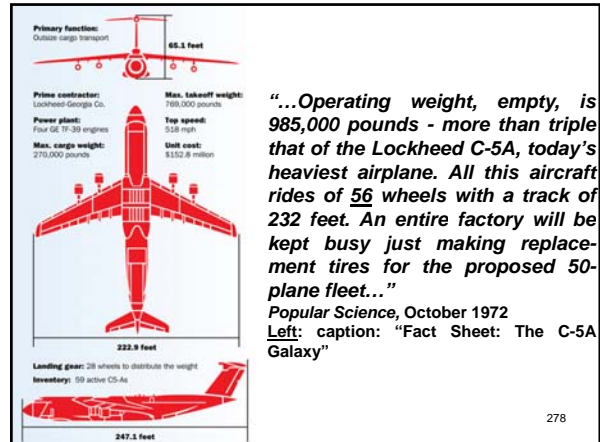 Primary function:
Outsize cargo transport
65.1 feet
Prime contractor:
Lockheed-Georgia Co.
Max. takeoff weight:
769,000 pounds
Power plant:
Four GE TF-39 engines
Top speed:
518 mph
Max. cargo weight:
270,000 pounds
Unit cost:
$152.8 million
222.9 feet
Landing gear: 28 wheels to distribute the weight
Inventory: 59 active C5-As
247.1 feet
“…Operating weight, empty, is
985,000 pounds - more than triple
that of the Lockheed C-5A, today’s
heaviest airplane. All this aircraft
rides of 56 wheels with a track of
232 feet. An entire factory will be
kept busy just making replace-
ment tires for the proposed 50-
plane fleet…”
Popular Science, October 1972
Left: caption: “Fact Sheet: The C-5A
Galaxy”
278